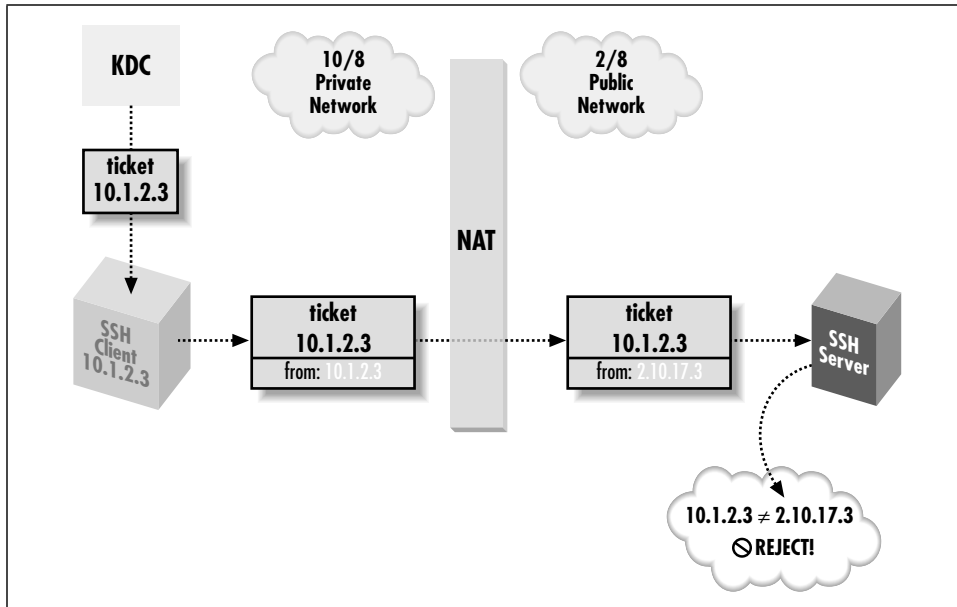 KDC
10/8
Private
Network
2/8
Public
Network
ticket
10.1.2.3
NAT
SSH
Client
10.1.2.3
ticket
10.1.2.3
from: 10.1.2.3
ticket
10.1.2.3
from: 2.10.17.3
SSH
Server
10.1.2.3 ≠ 2.10.17.3
REJECT!